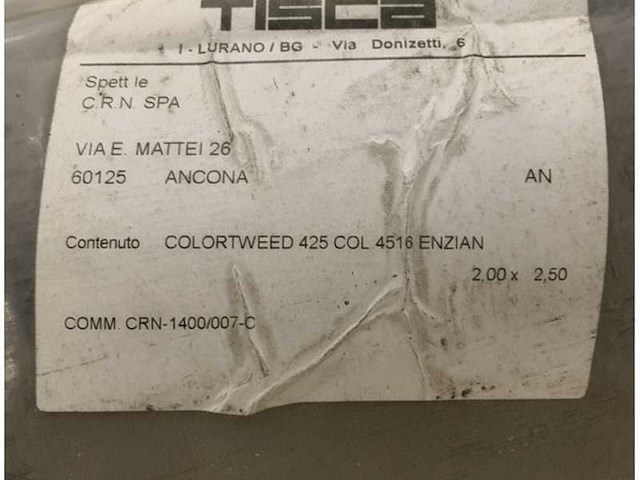 TISCA
I - LURANO / BG - Via Donizetti, 6
Spett le
C.R.N. SPA
VIA E. MATTEI 26
60125 ANCONA AN
Contenuto COLORTWEED 425 COL 4516 ENZIAN
2,00 x 2,50
COMM. CRN-1400/007-C